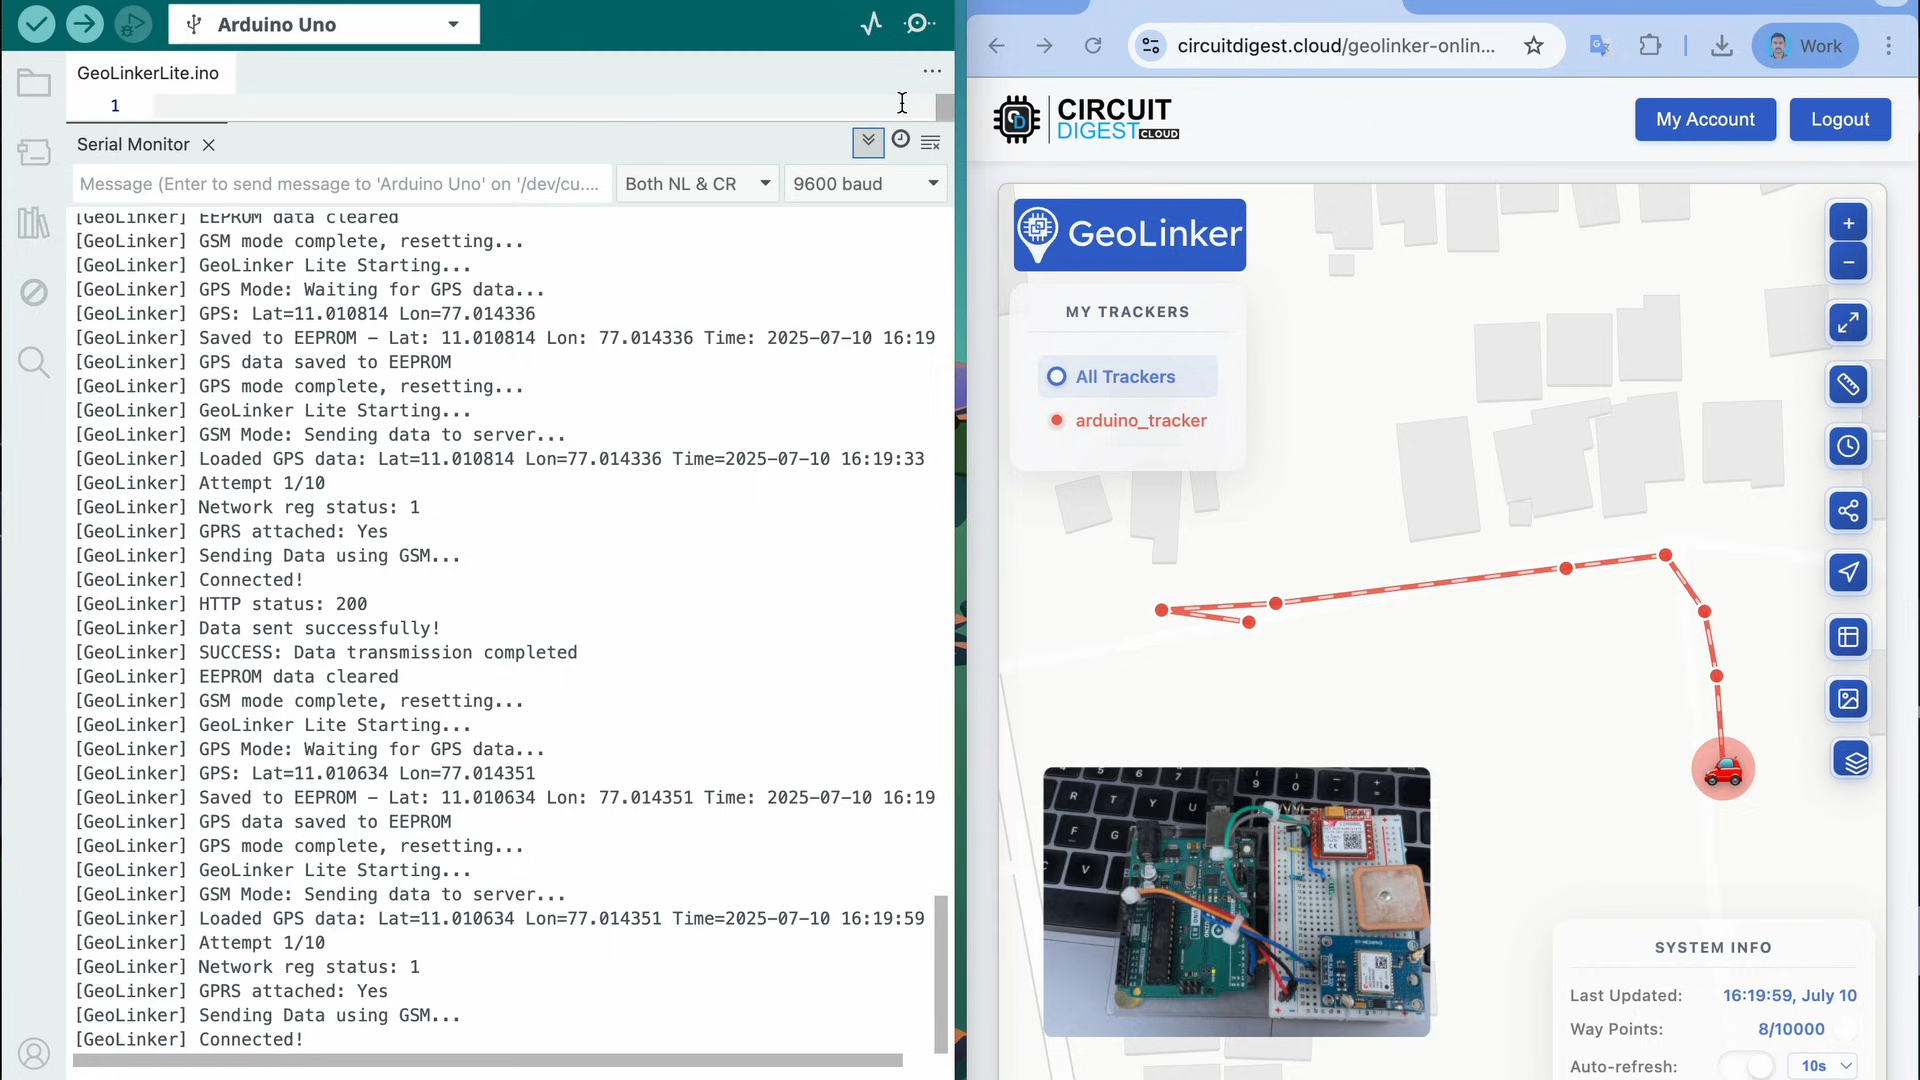 Arduino Uno
GeoLinkerLite.ino
1
Serial Monitor
Message (Enter to send message to 'Arduino Uno' on '/dev/cu....
Both NL & CR
9600 baud
[GeoLinker] EEPROM data cleared
[GeoLinker] GSM mode complete, resetting...
[GeoLinker] GeoLinker Lite Starting...
[GeoLinker] GPS Mode: Waiting for GPS data...
[GeoLinker] GPS: Lat=11.010814 Lon=77.014336
[GeoLinker] Saved to EEPROM - Lat: 11.010814 Lon: 77.014336 Time: 2025-07-10 16:19
[GeoLinker] GPS data saved to EEPROM
[GeoLinker] GPS mode complete, resetting...
[GeoLinker] GeoLinker Lite Starting...
[GeoLinker] GSM Mode: Sending data to server...
[GeoLinker] Loaded GPS data: Lat=11.010814 Lon=77.014336 Time=2025-07-10 16:19:33
[GeoLinker] Attempt 1/10
[GeoLinker] Network reg status: 1
[GeoLinker] GPRS attached: Yes
[GeoLinker] Sending Data using GSM...
[GeoLinker] Connected!
[GeoLinker] HTTP status: 200
[GeoLinker] Data sent successfully!
[GeoLinker] SUCCESS: Data transmission completed
[GeoLinker] EEPROM data cleared
[GeoLinker] GSM mode complete, resetting...
[GeoLinker] GeoLinker Lite Starting...
[GeoLinker] GPS Mode: Waiting for GPS data...
[GeoLinker] GPS: Lat=11.010634 Lon=77.014351
[GeoLinker] Saved to EEPROM - Lat: 11.010634 Lon: 77.014351 Time: 2025-07-10 16:19
[GeoLinker] GPS data saved to EEPROM
[GeoLinker] GPS mode complete, resetting...
[GeoLinker] GeoLinker Lite Starting...
[GeoLinker] GSM Mode: Sending data to server...
[GeoLinker] Loaded GPS data: Lat=11.010634 Lon=77.014351 Time=2025-07-10 16:19:59
[GeoLinker] Attempt 1/10
[GeoLinker] Network reg status: 1
[GeoLinker] GPRS attached: Yes
[GeoLinker] Sending Data using GSM...
[GeoLinker] Connected!
circuitdigest.cloud/geolinker-onlin...
Work
CIRCUIT
DIGEST CLOUD
My Account
Logout
GeoLinker
MY TRACKERS
All Trackers
arduino_tracker
+
−
SYSTEM INFO
Last Updated: 16:19:59, July 10
Way Points: 8/10000
Auto-refresh: 10s
R
T
Y
U
F
G
C
V